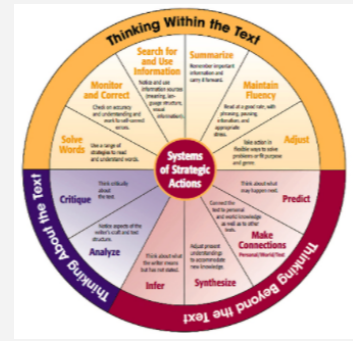 Thinking Within the Text
Solve
Words
Use a range of
strategies to read
and understand words.
Monitor
and Correct
Check on accuracy
and understanding and
work to self-correct
errors.
Search for
and Use
Information
Notice and use
information sources
(meaning, lan-
guage structure,
visual
information).
Summarize
Remember important
information and
carry it forward.
Maintain
Fluency
Read at a good rate, with
phrasing, pausing,
intonation, and
appropriate
stress.
Adjust
Take action in
flexible ways to solve
problems or fit purpose
and genre.
Systems
of Strategic
Actions
Thinking Beyond the Text
Predict
Think about what
may happen next.
Make
Connections
Personal/World/Text
Connect the
text to personal
and world knowledge
as well as to other
texts.
Synthesize
Adjust present
understandings
to accommodate
new knowledge.
Infer
Think about what
the writer means
but has not stated.
Thinking About the Text
Analyze
Notice aspects of the
writer's craft and text
structure.
Critique
Think critically
about
the text.